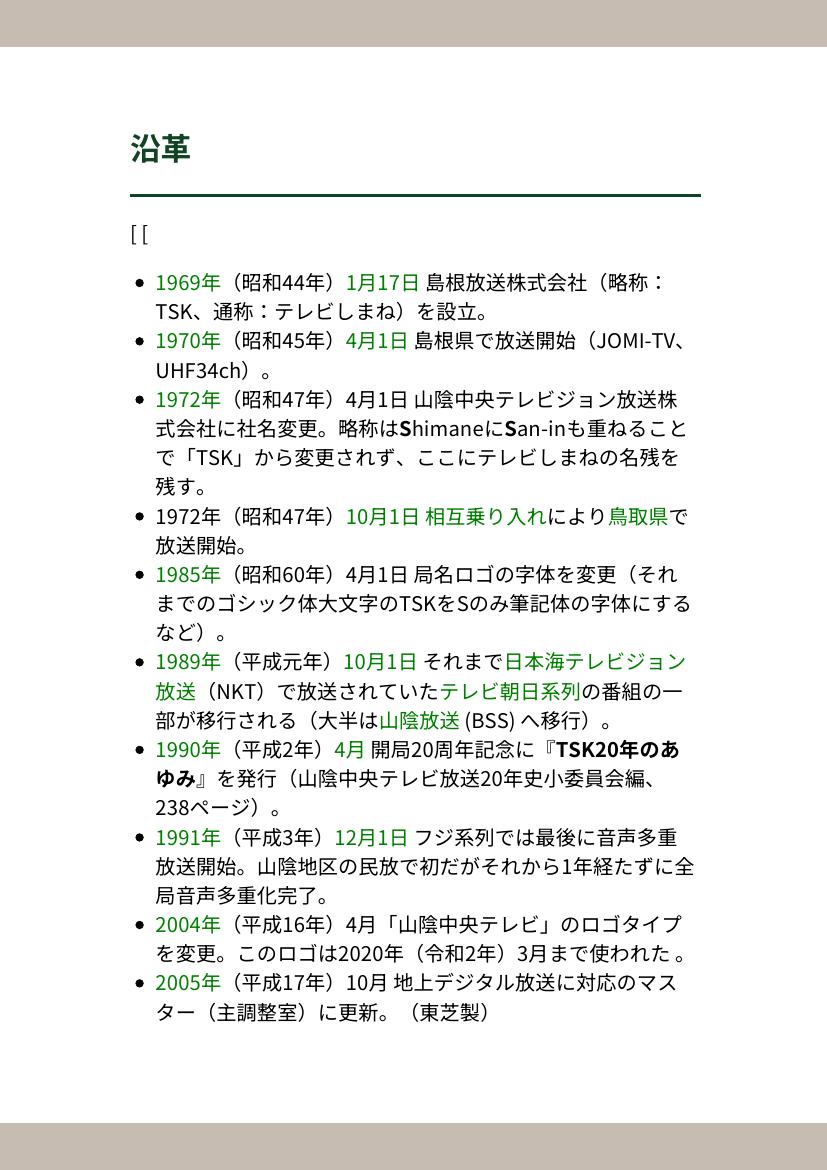 沿革
[ [
1969年（昭和44年）1月17日 島根放送株式会社（略称：
TSK、通称：テレビしまね）を設立。
1970年（昭和45年）4月1日 島根県で放送開始（JOMI-TV、
UHF34ch）。
1972年（昭和47年）4月1日 山陰中央テレビジョン放送株
式会社に社名変更。略称はShimaneにSan-inも重ねること
で「TSK」から変更されず、ここにテレビしまねの名残を
残す。
1972年（昭和47年）10月1日 相互乗り入れにより鳥取県で
放送開始。
1985年（昭和60年）4月1日 局名ロゴの字体を変更（それ
までのゴシック体大文字のTSKをSのみ筆記体の字体にする
など）。
1989年（平成元年）10月1日 それまで日本海テレビジョン
放送（NKT）で放送されていたテレビ朝日系列の番組の一
部が移行される（大半は山陰放送 (BSS) へ移行）。
1990年（平成2年）4月 開局20周年記念に『TSK20年のあ
ゆみ』を発行（山陰中央テレビ放送20年史小委員会編、
238ページ）。
1991年（平成3年）12月1日 フジ系列では最後に音声多重
放送開始。山陰地区の民放で初だがそれから1年経たずに全
局音声多重化完了。
2004年（平成16年）4月「山陰中央テレビ」のロゴタイプ
を変更。このロゴは2020年（令和2年）3月まで使われた 。
2005年（平成17年）10月 地上デジタル放送に対応のマス
ター（主調整室）に更新。（東芝製）